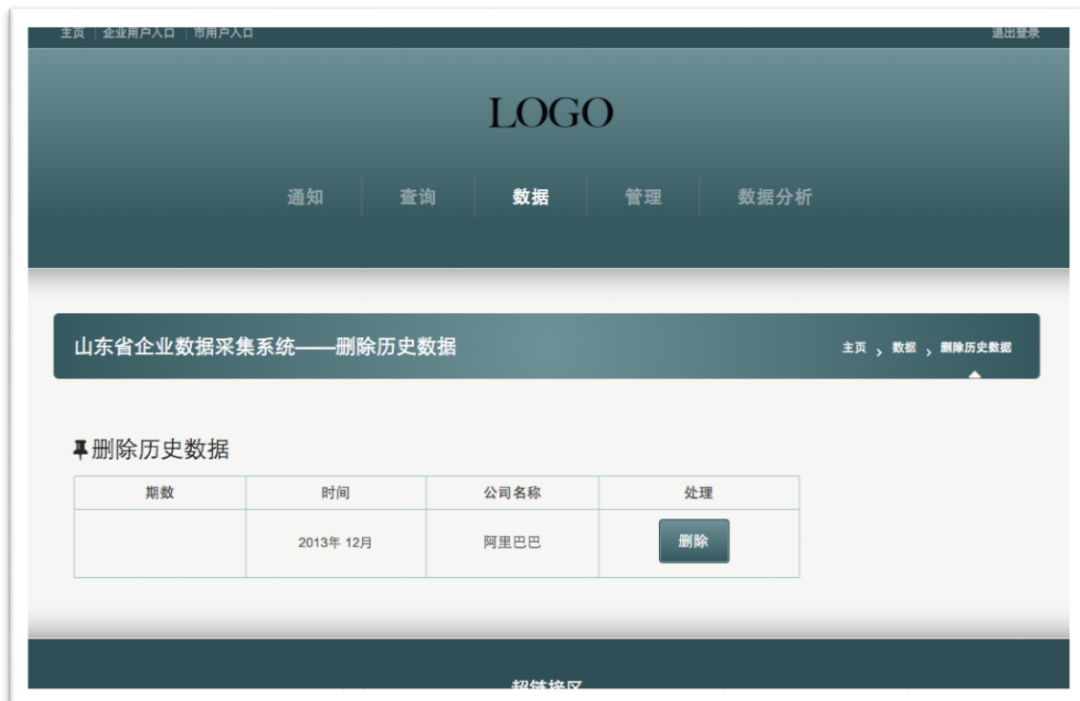 主页 企业用户入口 市用户入口 退出登录
LOGO
通知 查询 数据 管理 数据分析
山东省企业数据采集系统——删除历史数据 主页 > 数据 > 删除历史数据
删除历史数据
期数 时间 公司名称 处理
2013年 12月 阿里巴巴 删除
超链接区